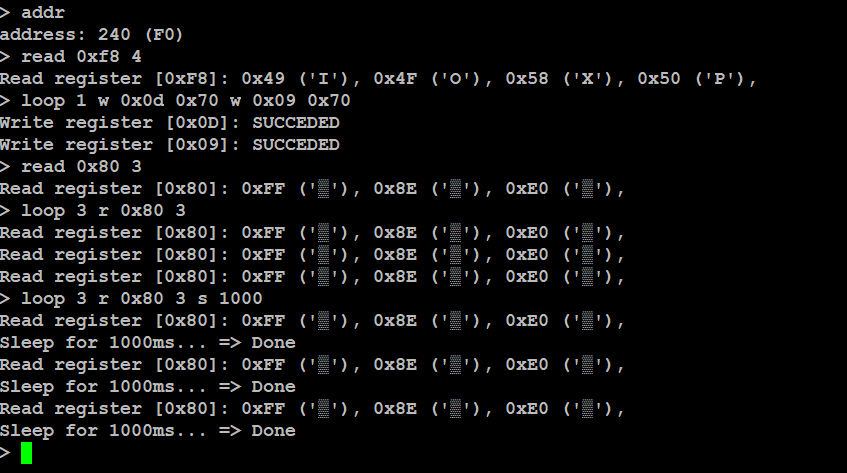 > addr
address: 240 (F0)
> read 0xf8 4
Read register [0xF8]: 0x49 ('I'), 0x4F ('O'), 0x58 ('X'), 0x50 ('P'),
> loop 1 w 0x0d 0x70 w 0x09 0x70
Write register [0x0D]: SUCCEDED
Write register [0x09]: SUCCEDED
> read 0x80 3
Read register [0x80]: 0xFF ('▒'), 0x8E ('▒'), 0xE0 ('▒'),
> loop 3 r 0x80 3
Read register [0x80]: 0xFF ('▒'), 0x8E ('▒'), 0xE0 ('▒'),
Read register [0x80]: 0xFF ('▒'), 0x8E ('▒'), 0xE0 ('▒'),
Read register [0x80]: 0xFF ('▒'), 0x8E ('▒'), 0xE0 ('▒'),
> loop 3 r 0x80 3 s 1000
Read register [0x80]: 0xFF ('▒'), 0x8E ('▒'), 0xE0 ('▒'),
Sleep for 1000ms... => Done
Read register [0x80]: 0xFF ('▒'), 0x8E ('▒'), 0xE0 ('▒'),
Sleep for 1000ms... => Done
Read register [0x80]: 0xFF ('▒'), 0x8E ('▒'), 0xE0 ('▒'),
Sleep for 1000ms... => Done
>